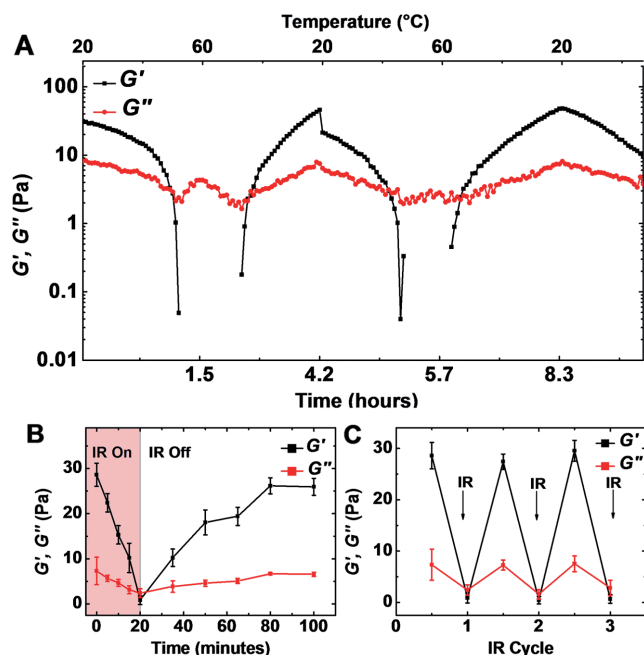 Temperature (°C)
A
20 60 20 60 20
G'
G"
100
10
1
0.1
0.01
G', G" (Pa)
1.5 4.2 5.7 8.3
Time (hours)
B
IR On IR Off
G'
G"
30
20
10
0
G', G" (Pa)
0 20 40 60 80 100
Time (minutes)
C
G'
G"
IR IR IR
30
20
10
0
G', G" (Pa)
0 1 2 3
IR Cycle